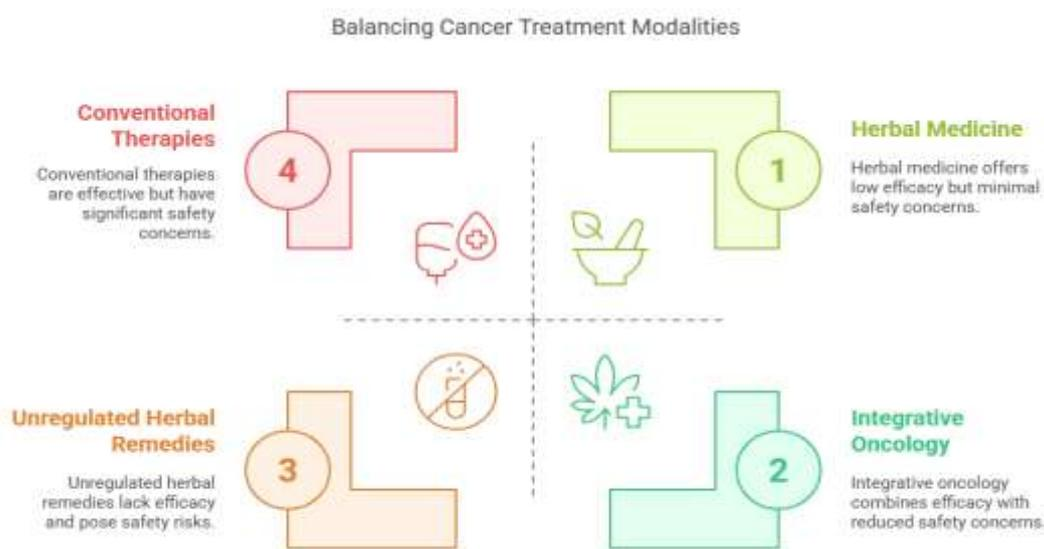 Balancing Cancer Treatment Modalities
Conventional
Therapies
Conventional therapies
are effective but have
significant safety
concerns.
4
1
Herbal Medicine
Herbal medicine offers
low efficacy but minimal
safety concerns.
Unregulated Herbal
Remedies
Unregulated herbal
remedies lack efficacy
and pose safety risks.
3
2
Integrative
Oncology
Integrative oncology
combines efficacy with
reduced safety concerns.